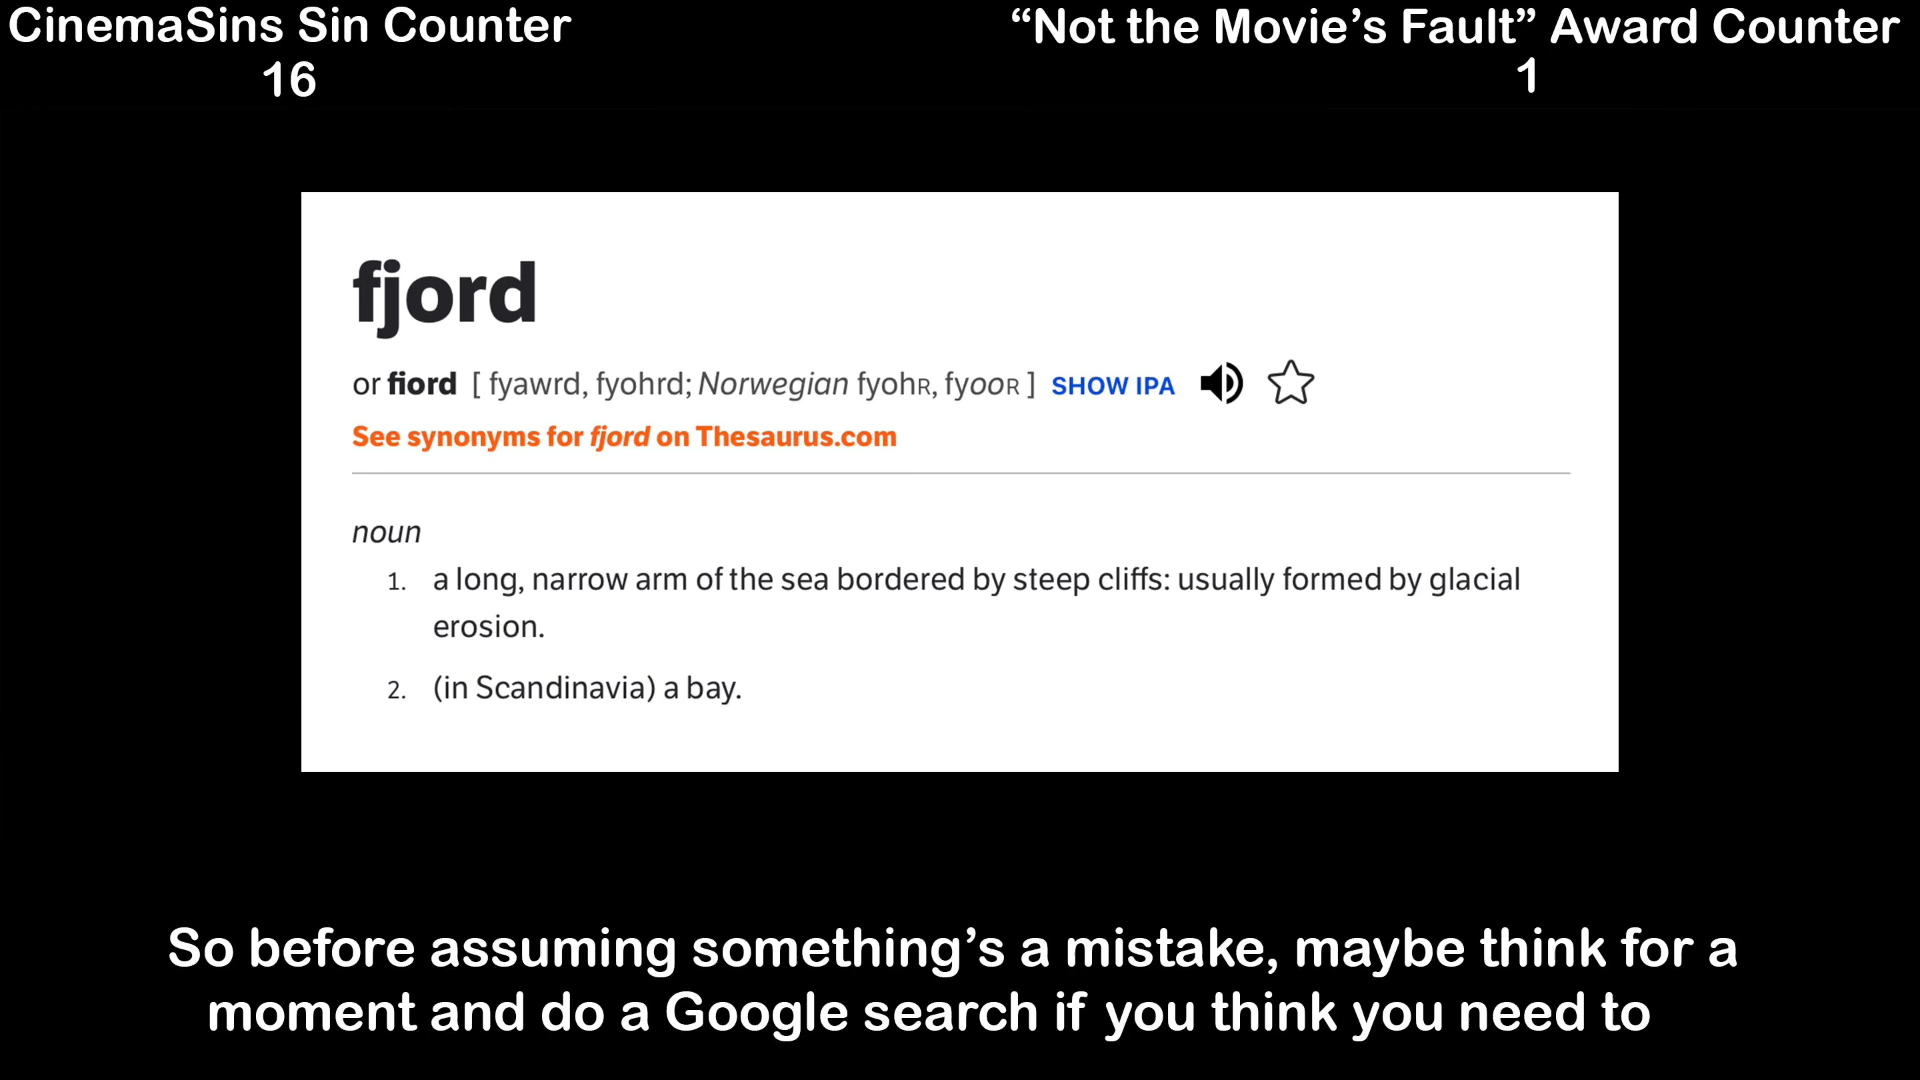 CinemaSins Sin Counter
16
“Not the Movie’s Fault” Award Counter
1
fjord
or fiord [ fyawrd, fyohrd; Norwegian fyohR, fyooR ] SHOW IPA
See synonyms for fjord on Thesaurus.com
noun
1. a long, narrow arm of the sea bordered by steep cliffs: usually formed by glacial
erosion.
2. (in Scandinavia) a bay.
So before assuming something’s a mistake, maybe think for a
moment and do a Google search if you think you need to